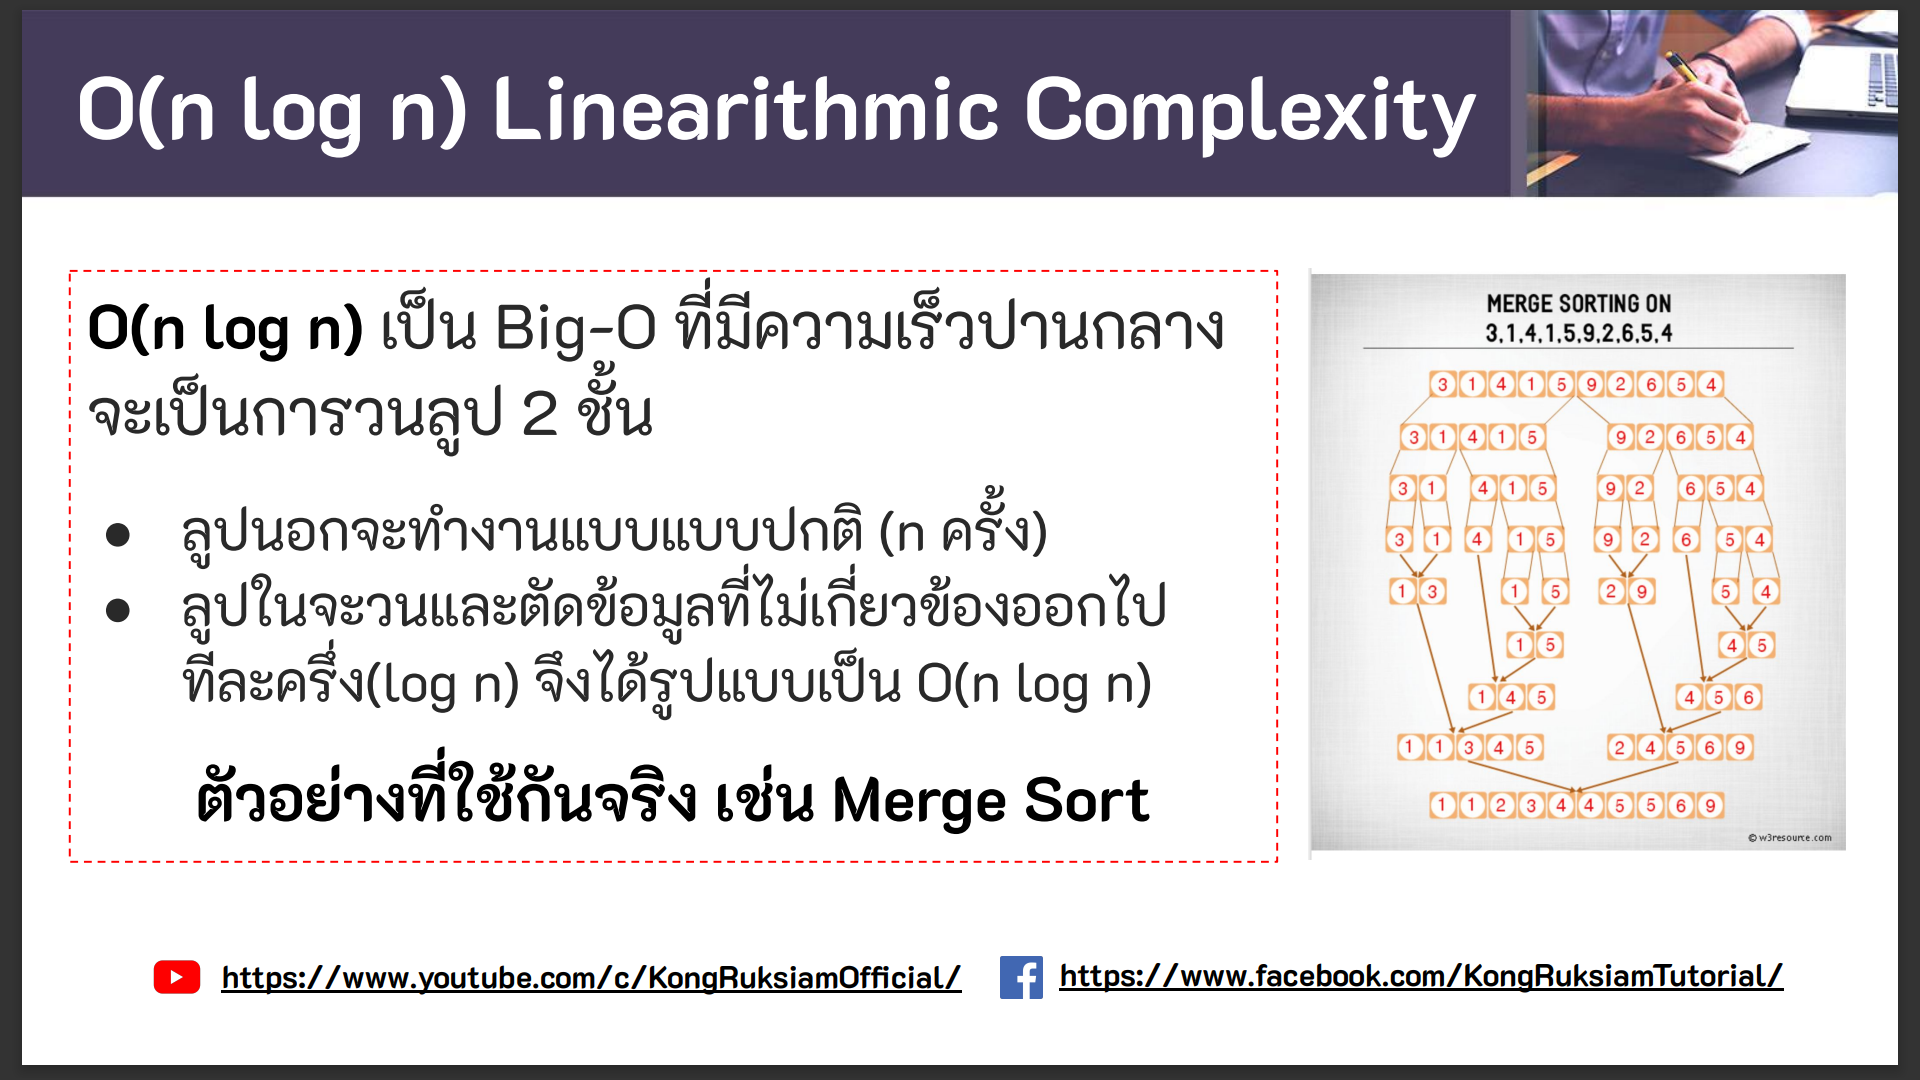 O(n log n) Linearithmic Complexity
O(n log n) เป็น Big-O ที่มีความเร็วปานกลาง
จะเป็นการวนลูป 2 ชั้น
● ลูปนอกจะทำงานแบบแบบปกติ (n ครั้ง)
● ลูปในจะวนและตัดข้อมูลที่ไม่เกี่ยวข้องออกไป
ทีละครึ่ง(log n) จึงได้รูปแบบเป็น O(n log n)
ตัวอย่างที่ใช้กันจริง เช่น Merge Sort
MERGE SORTING ON
3,1,4,1,5,9,2,6,5,4
3 1 4 1 5 9 2 6 5 4
3 1 4 1 5 9 2 6 5 4
3 1 4 1 5 9 2 6 5 4
3 1 4 1 5 9 2 6 5 4
1 3 1 5 2 9 5 4
1 5 4 5
1 4 5 4 5 6
1 1 3 4 5 2 4 5 6 9
1 1 2 3 4 4 5 5 6 9
© w3resource.com
https://www.youtube.com/c/KongRuksiamOfficial/
https://www.facebook.com/KongRuksiamTutorial/